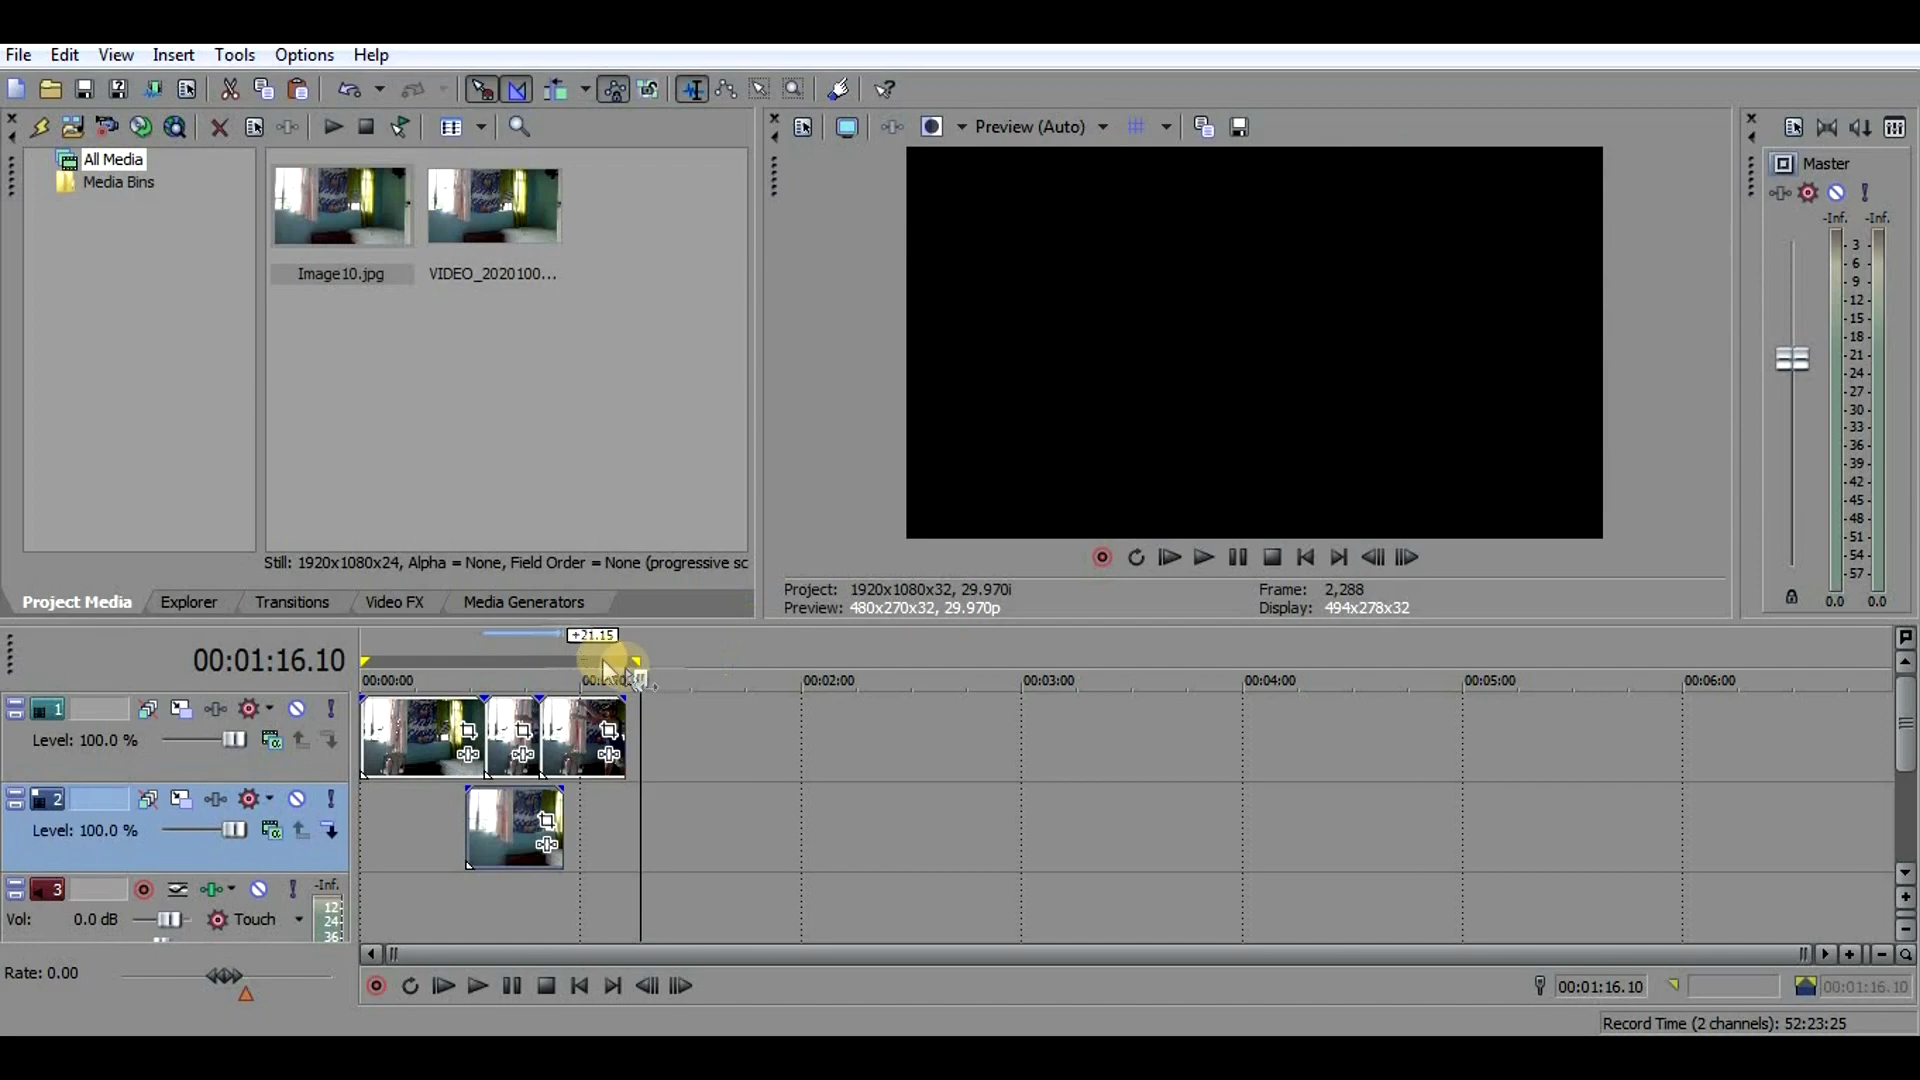 File Edit View Insert Tools Options Help
Preview (Auto)
All Media
Media Bins
Image10.jpg
VIDEO_2020100...
Still: 1920x1080x24, Alpha = None, Field Order = None (progressive sc
Project Media Explorer Transitions Video FX Media Generators
Project: 1920x1080x32, 29.970i
Frame: 2,288
Preview: 480x270x32, 29.970p
Display: 494x278x32
Master
-Inf. -Inf.
3
6
9
12
15
18
21
24
27
30
33
36
39
42
45
48
51
54
57
0.0 0.0
+21.15
00:01:16.10
00:00:00 00:02:00 00:03:00 00:04:00 00:05:00 00:06:00
1
Level: 100.0 %
2
Level: 100.0 %
3
-Inf.
Vol: 0.0 dB Touch
12
24
36
Rate: 0.00
00:01:16.10
00:01:16.10
Record Time (2 channels): 52:23:25